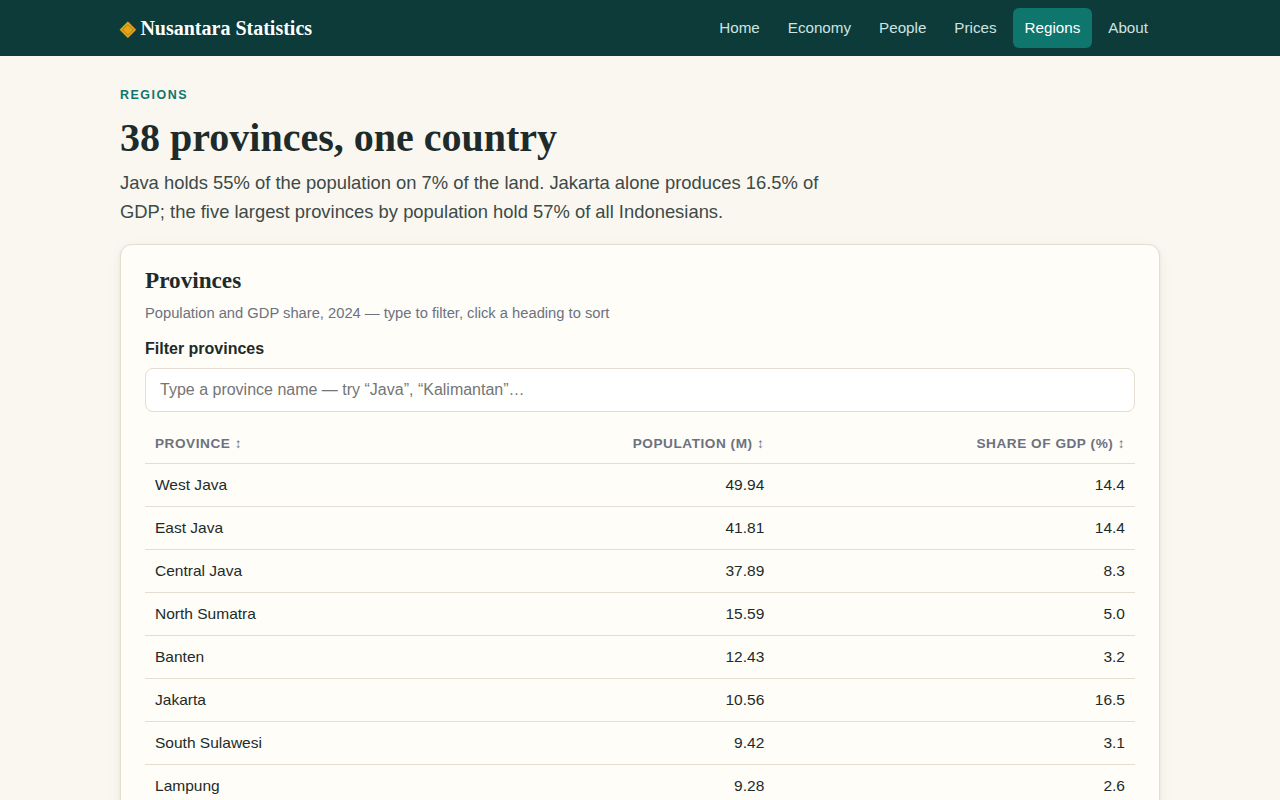 ◈ Nusantara Statistics
Home Economy People Prices Regions About
REGIONS
38 provinces, one country
Java holds 55% of the population on 7% of the land. Jakarta alone produces 16.5% of
GDP; the five largest provinces by population hold 57% of all Indonesians.
Provinces
Population and GDP share, 2024 — type to filter, click a heading to sort
Filter provinces
Type a province name — try “Java”, “Kalimantan”…
PROVINCE ↕ POPULATION (M) ↕ SHARE OF GDP (%) ↕
West Java 49.94 14.4
East Java 41.81 14.4
Central Java 37.89 8.3
North Sumatra 15.59 5.0
Banten 12.43 3.2
Jakarta 10.56 16.5
South Sulawesi 9.42 3.1
Lampung 9.28 2.6